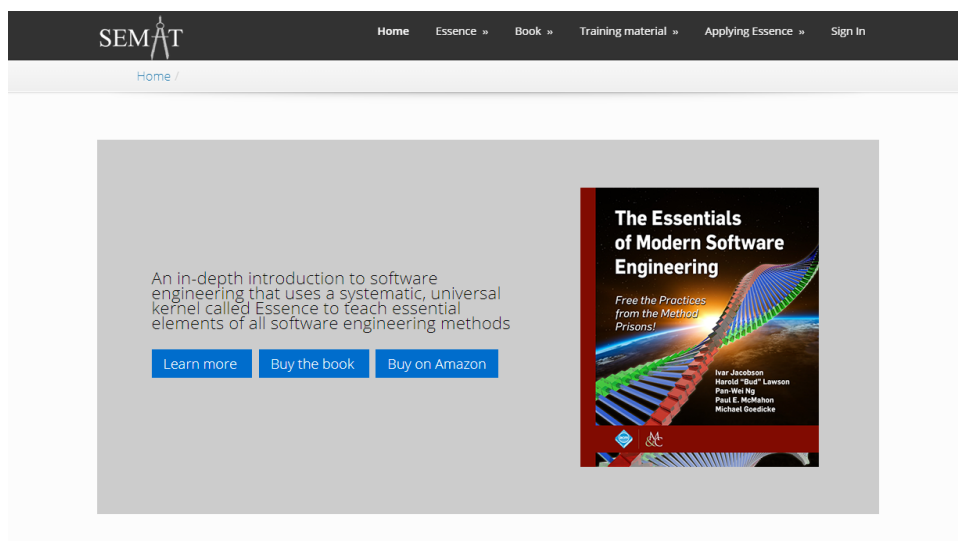 SEMAT
Home Essence » Book » Training material » Applying Essence » Sign In
Home /
An in-depth introduction to software
engineering that uses a systematic, universal
kernel called Essence to teach essential
elements of all software engineering methods
Learn more Buy the book Buy on Amazon
The Essentials
of Modern Software
Engineering
Free the Practices
from the Method
Prisons!
Ivar Jacobson
Harold "Bud" Lawson
Pan-Wei Ng
Paul E. McMahon
Michael Goedicke
M
&C